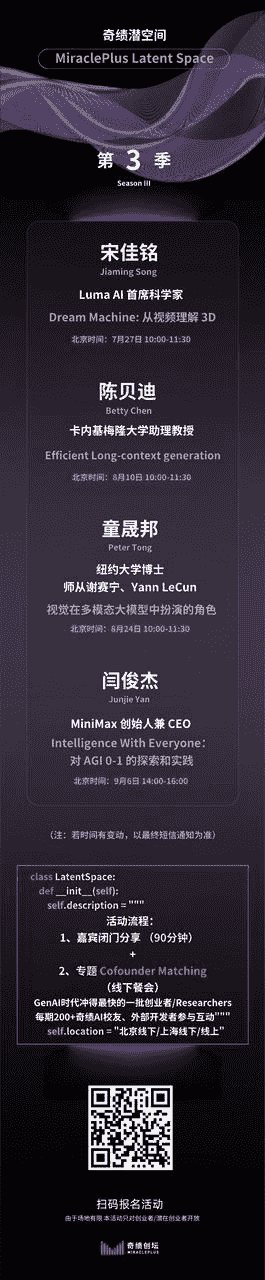 奇绩潜空间
MiraclePlus Latent Space
第 3 季
Season III
宋佳铭
Jiaming Song
Luma AI 首席科学家
Dream Machine: 从视频理解 3D
北京时间：7月27日 10:00-11:30
陈贝迪
Betty Chen
卡内基梅隆大学助理教授
Efficient Long-context generation
北京时间：8月10日 10:00-11:30
童晟邦
Peter Tong
纽约大学博士
师从谢赛宁、Yann LeCun
视觉在多模态大模型中扮演的角色
北京时间：8月24日 10:00-11:30
闫俊杰
Junjie Yan
MiniMax 创始人兼 CEO
Intelligence With Everyone：
对 AGI 0-1 的探索和实践
北京时间：9月6日 14:00-16:00
（注：若时间有变动，以最终短信通知为准）
class LatentSpace:
def __init__(self):
self.description = """
活动流程：
1、嘉宾闭门分享 （90分钟）
+
2、专题 Cofounder Matching
（线下餐会）
GenAI时代冲得最快的一批创业者/Researchers
每期200+奇绩AI校友、外部开发者参与互动"""
self.location = "北京线下/上海线下/线上"
扫码报名活动
由于场地有限 本活动只对创业者/潜在创业者开放
奇绩创坛
MIRACLEPLUS